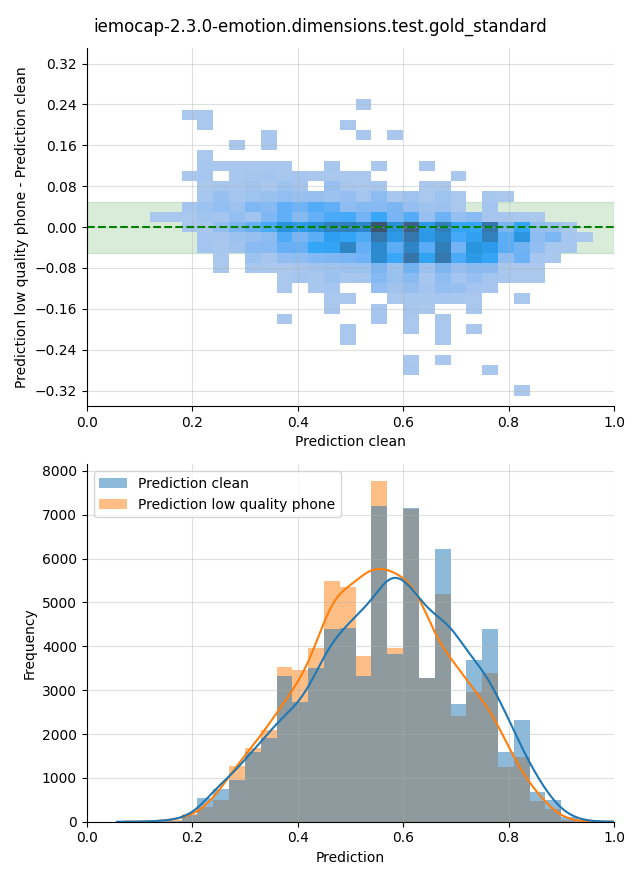 iemocap-2.3.0-emotion.dimensions.test.gold_standard
Prediction low quality phone - Prediction clean
0.32
0.24
0.16
0.08
0.00
−0.08
−0.16
−0.24
−0.32
0.0 0.2 0.4 0.6 0.8 1.0
Prediction clean
Frequency
8000
7000
6000
5000
4000
3000
2000
1000
0
Prediction clean
Prediction low quality phone
0.0 0.2 0.4 0.6 0.8 1.0
Prediction